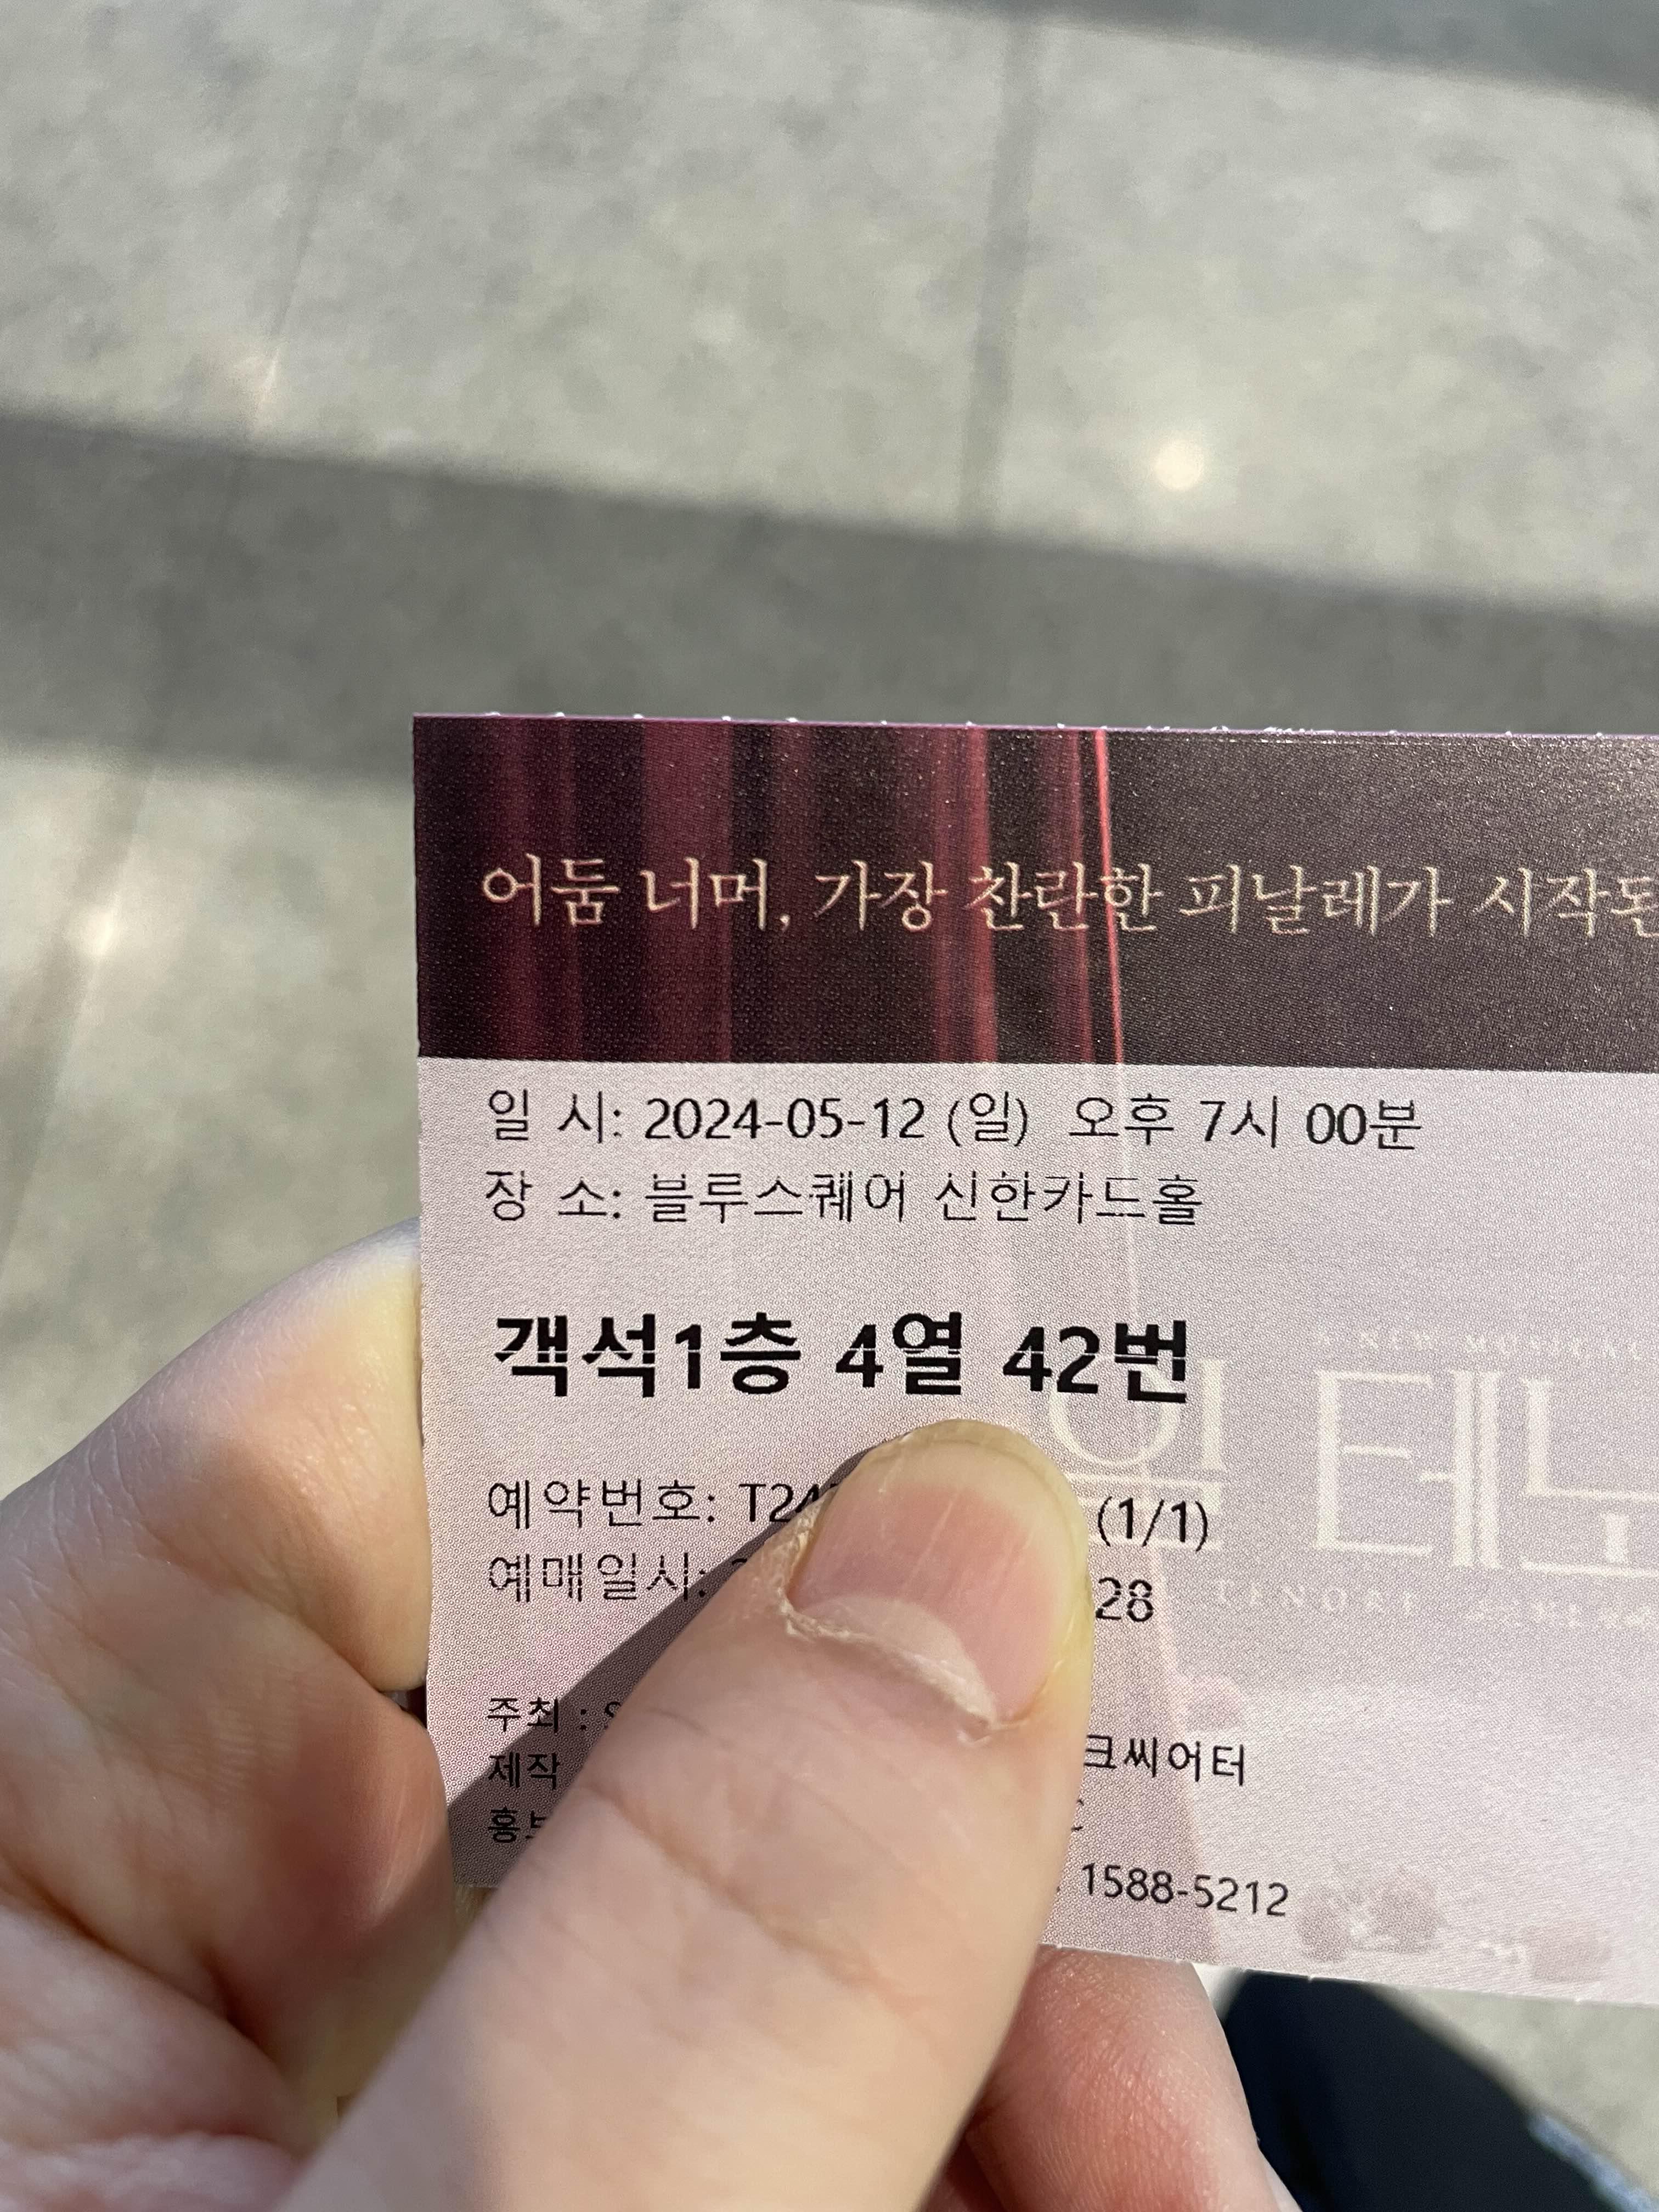 어둠 너머, 가장 찬란한 피날레가 시작된
일 시: 2024-05-12 (일) 오후 7시 00분
장 소: 블루스퀘어 신한카드홀
객석1층 4열 42번
예약번호: T24 (1/1)
예매일시: 28
주최 :
제작 크씨어터
홍보
1588-5212
테노